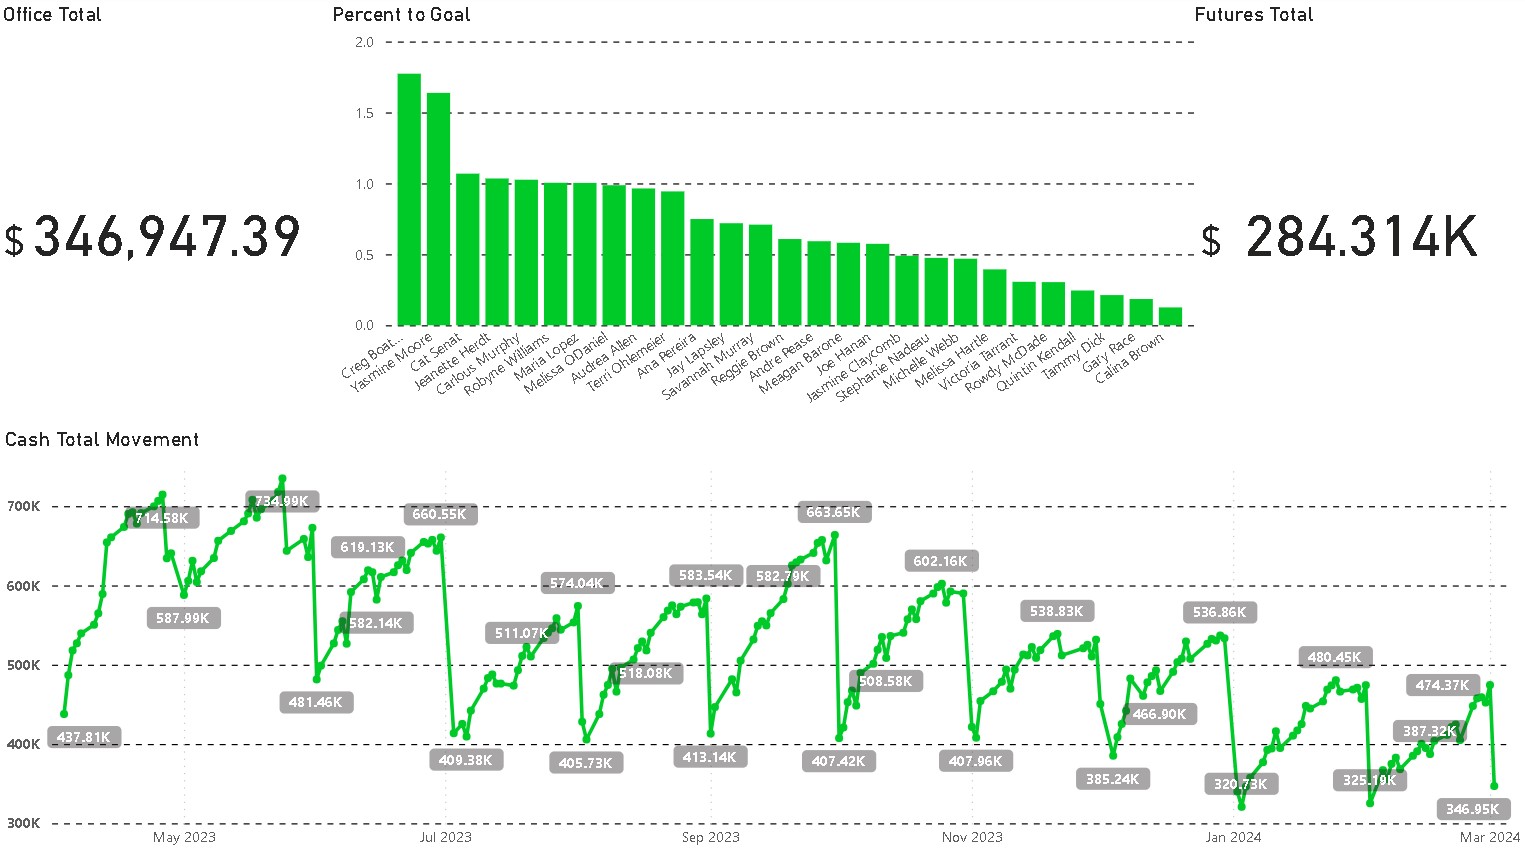 Office Total
Percent to Goal
Futures Total
2.0
1.5
1.0
0.5
0.0
$ 346,947.39
$ 284.314K
Creg Boat...
Yasmine Moore
Cat Senat
Jeanette Herdt
Carlous Murphy
Robyne Williams
Maria Lopez
Melissa ODaniel
Audrea Allen
Terri Ohlemeier
Ana Pereira
Jay Lapsley
Savannah Murray
Reggie Brown
Andre Pease
Meagan Barone
Joe Hanan
Jasmine Claycomb
Stephanie Nadeau
Michelle Webb
Melissa Hartle
Victoria Tarrant
Rowdy McDade
Quintin Kendall
Tammy Dick
Gary Race
Calina Brown
Cash Total Movement
700K
600K
500K
400K
300K
437.81K
714.58K
587.99K
734.99K
481.46K
619.13K
582.14K
660.55K
409.38K
511.07K
574.04K
405.73K
518.08K
583.54K
413.14K
582.79K
663.65K
407.42K
508.58K
602.16K
407.96K
538.83K
385.24K
466.90K
536.86K
320.73K
480.45K
325.19K
387.32K
474.37K
346.95K
May 2023
Jul 2023
Sep 2023
Nov 2023
Jan 2024
Mar 2024